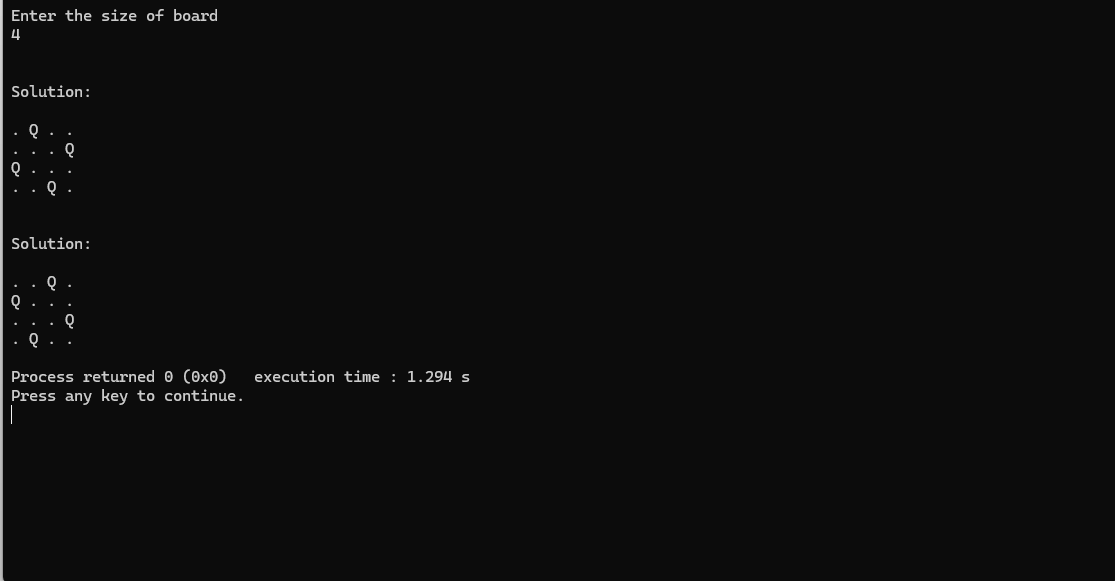 Enter the size of board
4
Solution:
. Q . .
. . . Q
Q . . .
. . Q .
Solution:
. . Q .
Q . . .
. . . Q
. Q . .
Process returned 0 (0x0)   execution time : 1.294 s
Press any key to continue.